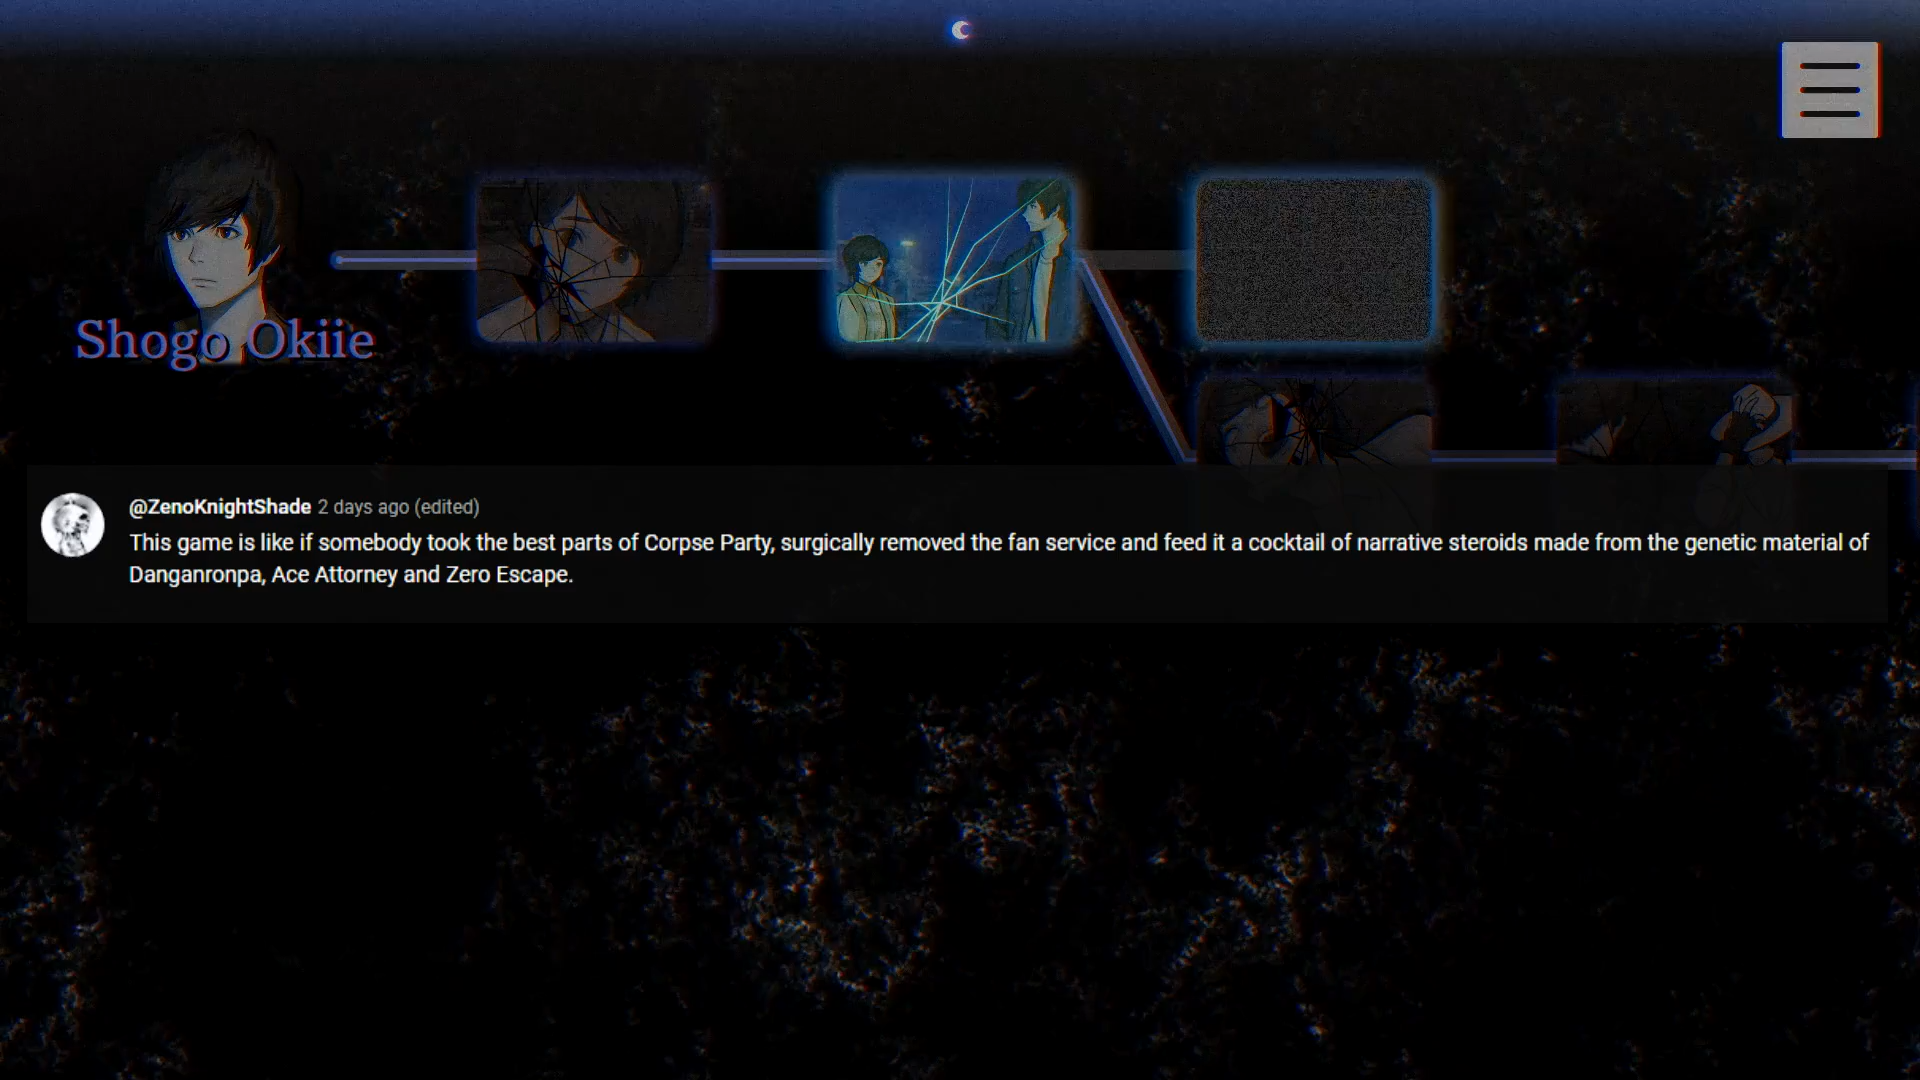 Shogo Okiie
@ZenoKnightShade 2 days ago (edited)
This game is like if somebody took the best parts of Corpse Party, surgically removed the fan service and feed it a cocktail of narrative steroids made from the genetic material of
Danganronpa, Ace Attorney and Zero Escape.